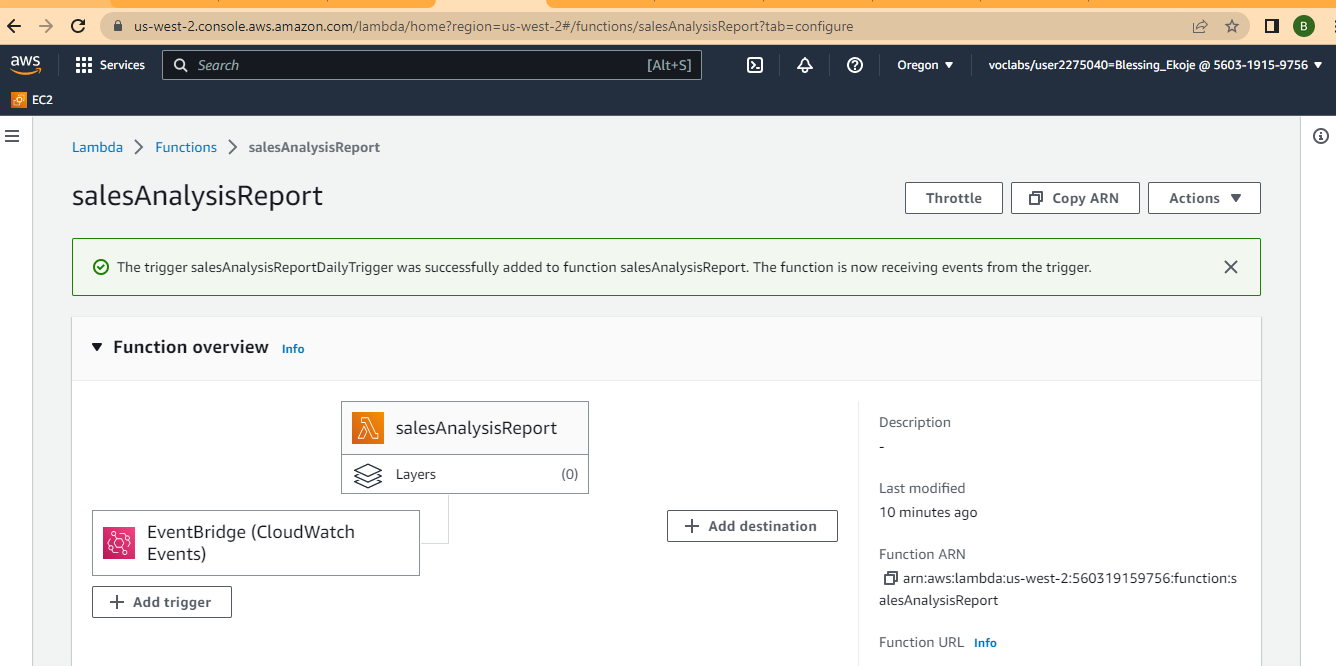 us-west-2.console.aws.amazon.com/lambda/home?region=us-west-2#/functions/salesAnalysisReport?tab=configure
B
aws
Services
Search
[Alt+S]
Oregon
voclabs/user2275040=Blessing_Ekoje @ 5603-1915-9756
EC2
Lambda
Functions
salesAnalysisReport
salesAnalysisReport
Throttle
Copy ARN
Actions
The trigger salesAnalysisReportDailyTrigger was successfully added to function salesAnalysisReport. The function is now receiving events from the trigger.
Function overview
Info
salesAnalysisReport
Layers
(0)
EventBridge (CloudWatch
Events)
Add trigger
Add destination
Description
-
Last modified
10 minutes ago
Function ARN
arn:aws:lambda:us-west-2:560319159756:function:s
alesAnalysisReport
Function URL
Info